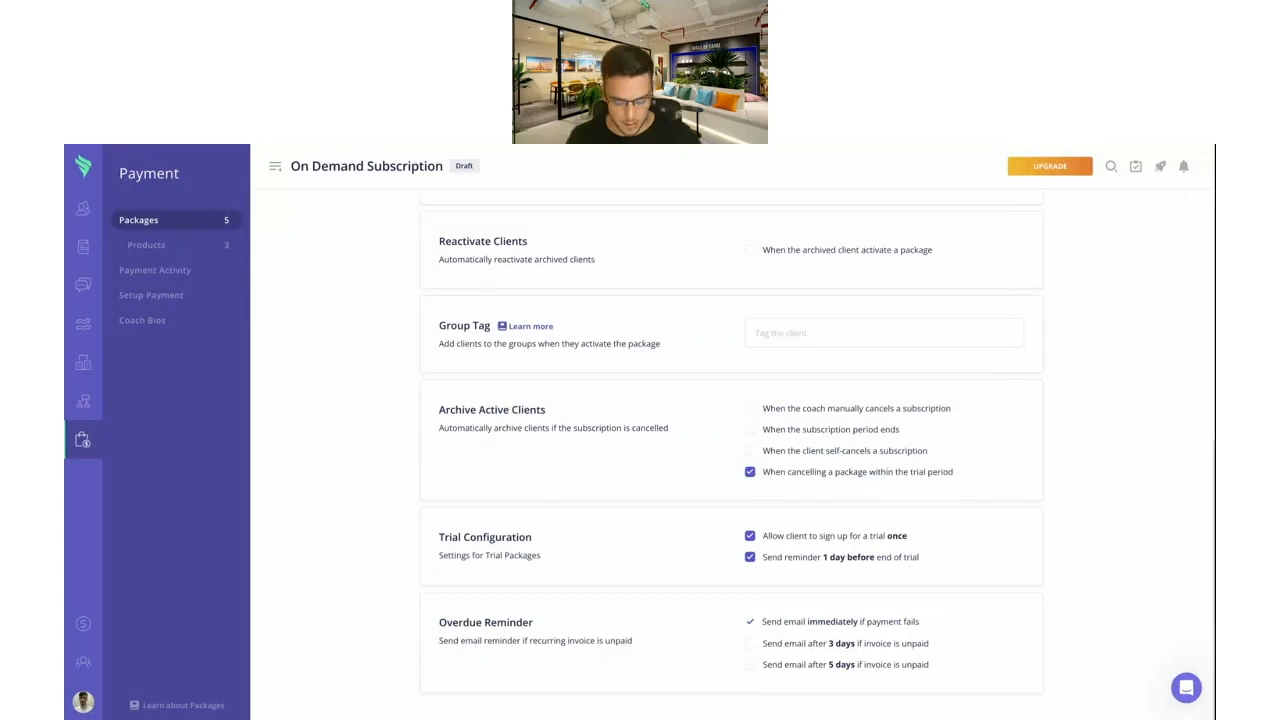 WALL OF FAME
Payment
On Demand Subscription
Draft
UPGRADE
Packages 5
Products 3
Payment Activity
Setup Payment
Coach Bios
Learn about Packages
Reactivate Clients
Automatically reactivate archived clients
When the archived client activate a package
Group Tag Learn more
Add clients to the groups when they activate the package
Tag the client
Archive Active Clients
Automatically archive clients if the subscription is cancelled
When the coach manually cancels a subscription
When the subscription period ends
When the client self-cancels a subscription
When cancelling a package within the trial period
Trial Configuration
Settings for Trial Packages
Allow client to sign up for a trial once
Send reminder 1 day before end of trial
Overdue Reminder
Send email reminder if recurring invoice is unpaid
Send email immediately if payment fails
Send email after 3 days if invoice is unpaid
Send email after 5 days if invoice is unpaid